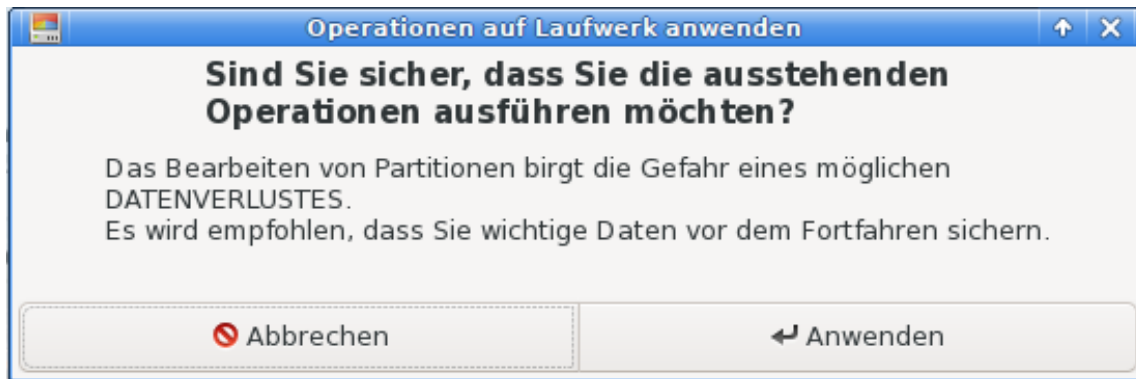 Operationen auf Laufwerk anwenden
Sind Sie sicher, dass Sie die ausstehenden
Operationen ausführen möchten?
Das Bearbeiten von Partitionen birgt die Gefahr eines möglichen
DATENVERLUSTES.
Es wird empfohlen, dass Sie wichtige Daten vor dem Fortfahren sichern.
Abbrechen
Anwenden